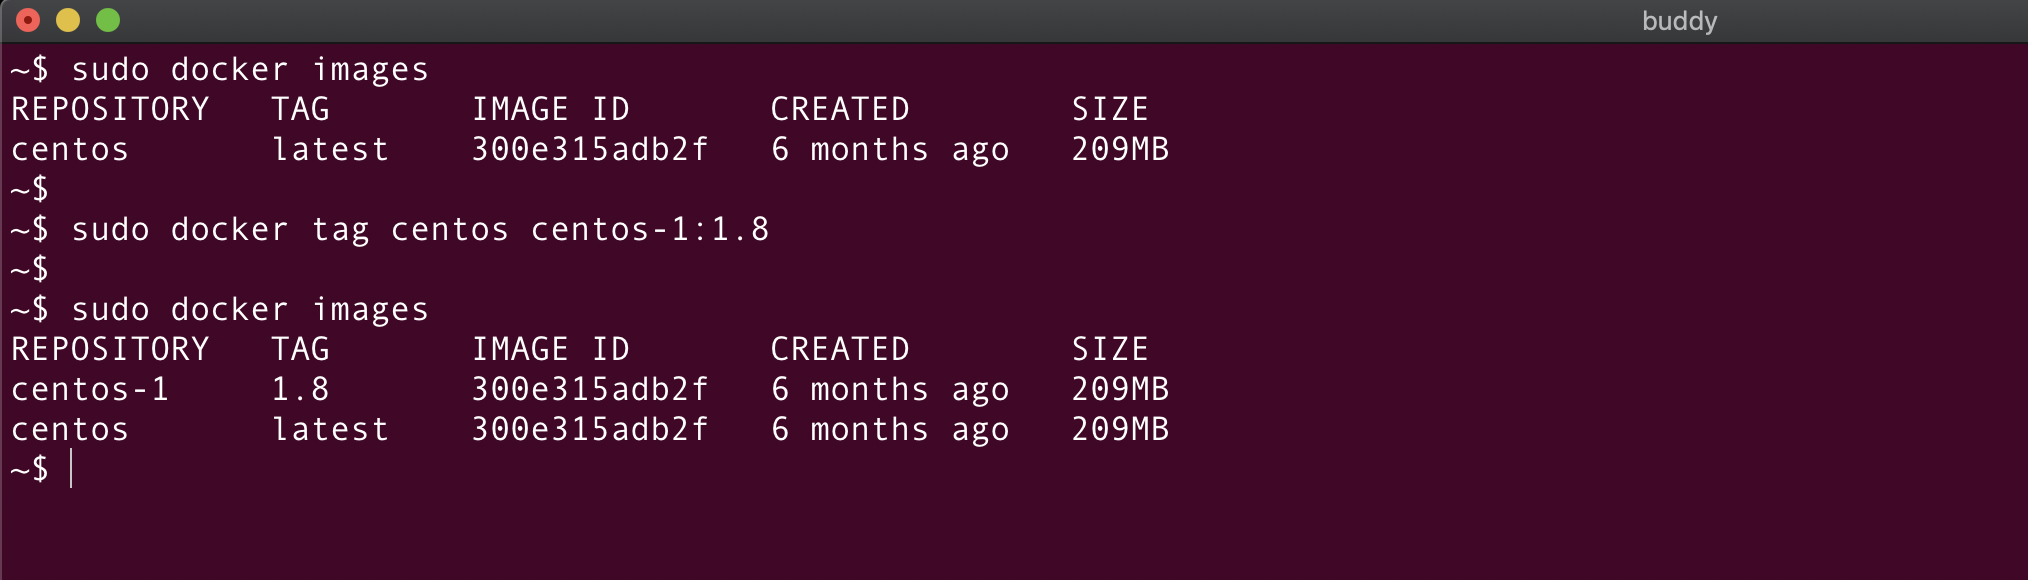 buddy
~$ sudo docker images
REPOSITORY   TAG       IMAGE ID       CREATED        SIZE
centos       latest    300e315adb2f   6 months ago   209MB
~$
~$ sudo docker tag centos centos-1:1.8
~$
~$ sudo docker images
REPOSITORY   TAG       IMAGE ID       CREATED        SIZE
centos-1     1.8       300e315adb2f   6 months ago   209MB
centos       latest    300e315adb2f   6 months ago   209MB
~$